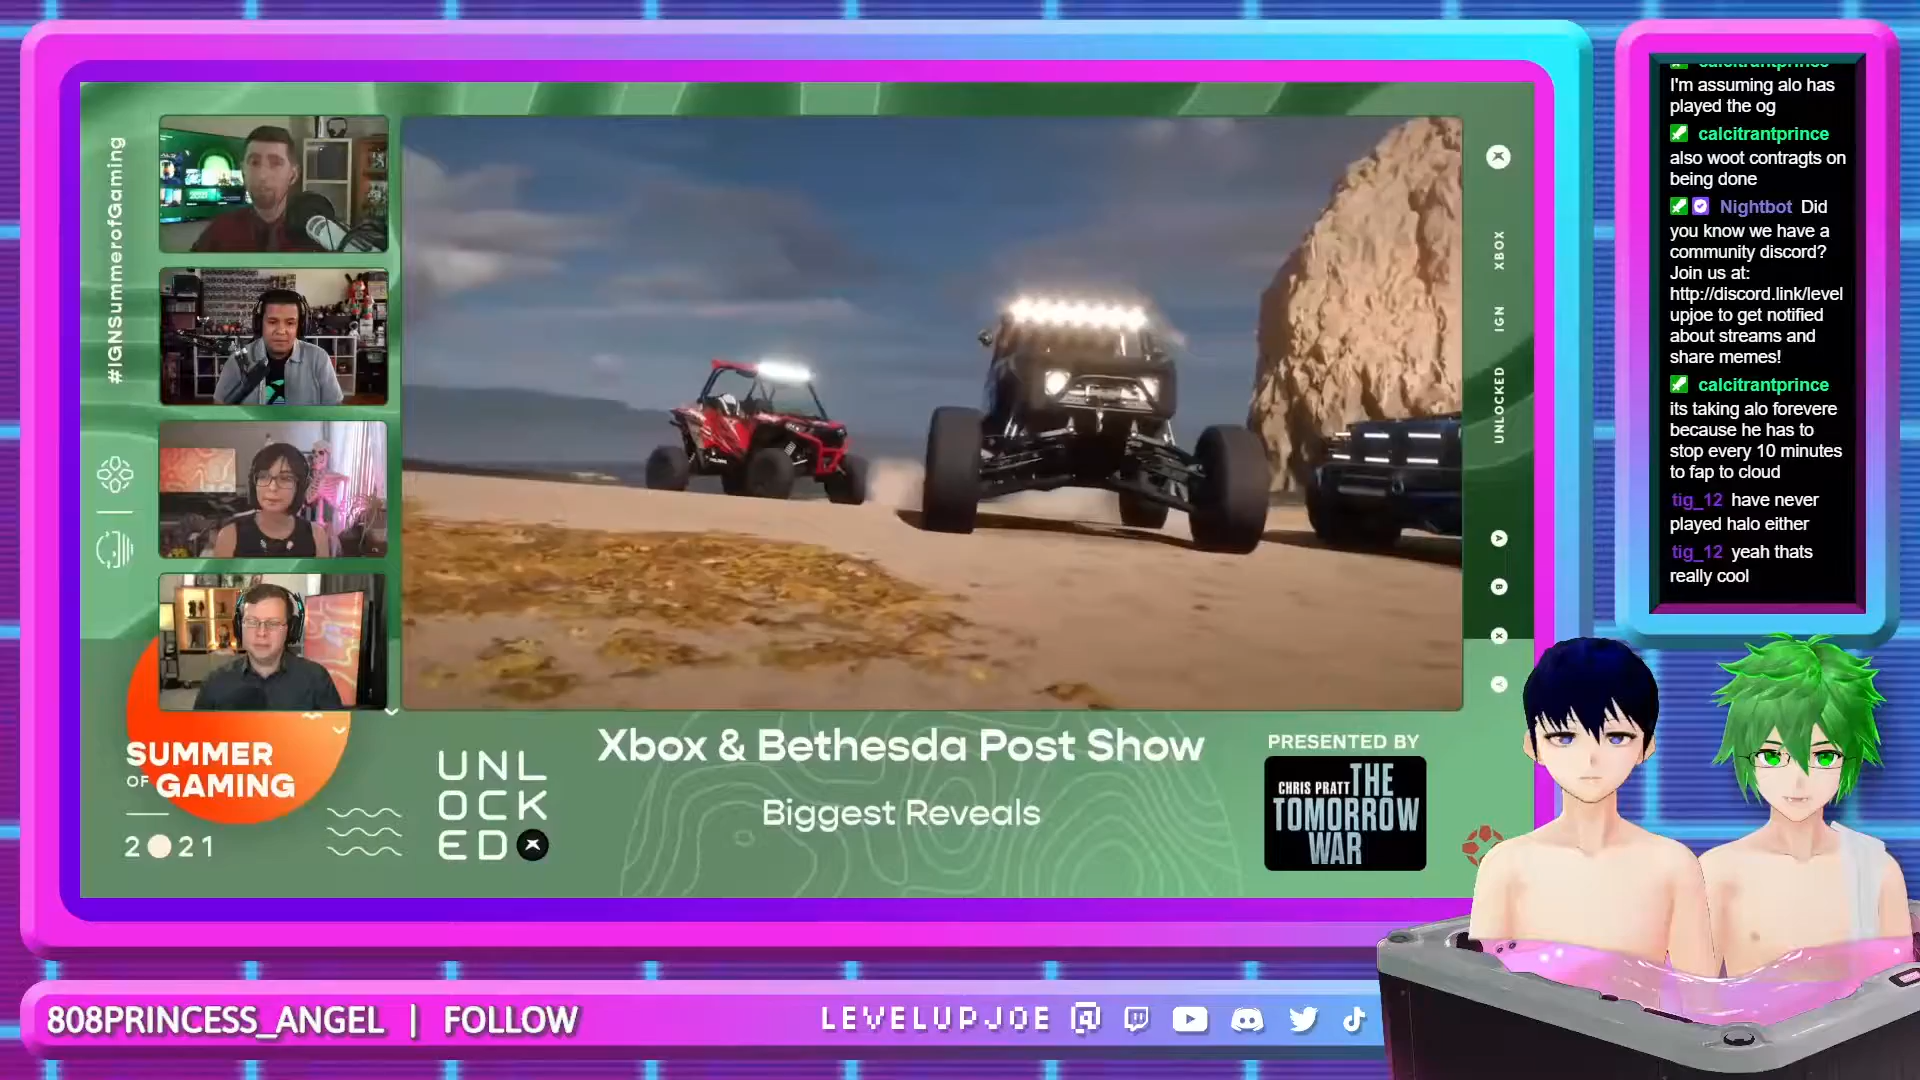 #IGNSummerofGaming
XBOX
IGN
UNLOCKED
A
B
X
Y
SUMMER
OF GAMING
2021
UNL
OCK
ED
Xbox & Bethesda Post Show
Biggest Reveals
PRESENTED BY
CHRIS PRATT THE
TOMORROW
WAR
calcitrantprince
I'm assuming alo has
played the og
calcitrantprince
also woot contragts on
being done
Nightbot Did
you know we have a
community discord?
Join us at:
http://discord.link/level
upjoe to get notified
about streams and
share memes!
calcitrantprince
its taking alo forevere
because he has to
stop every 10 minutes
to fap to cloud
tig_12 have never
played halo either
tig_12 yeah thats
really cool
808PRINCESS_ANGEL | FOLLOW
LEVELUPJOE @